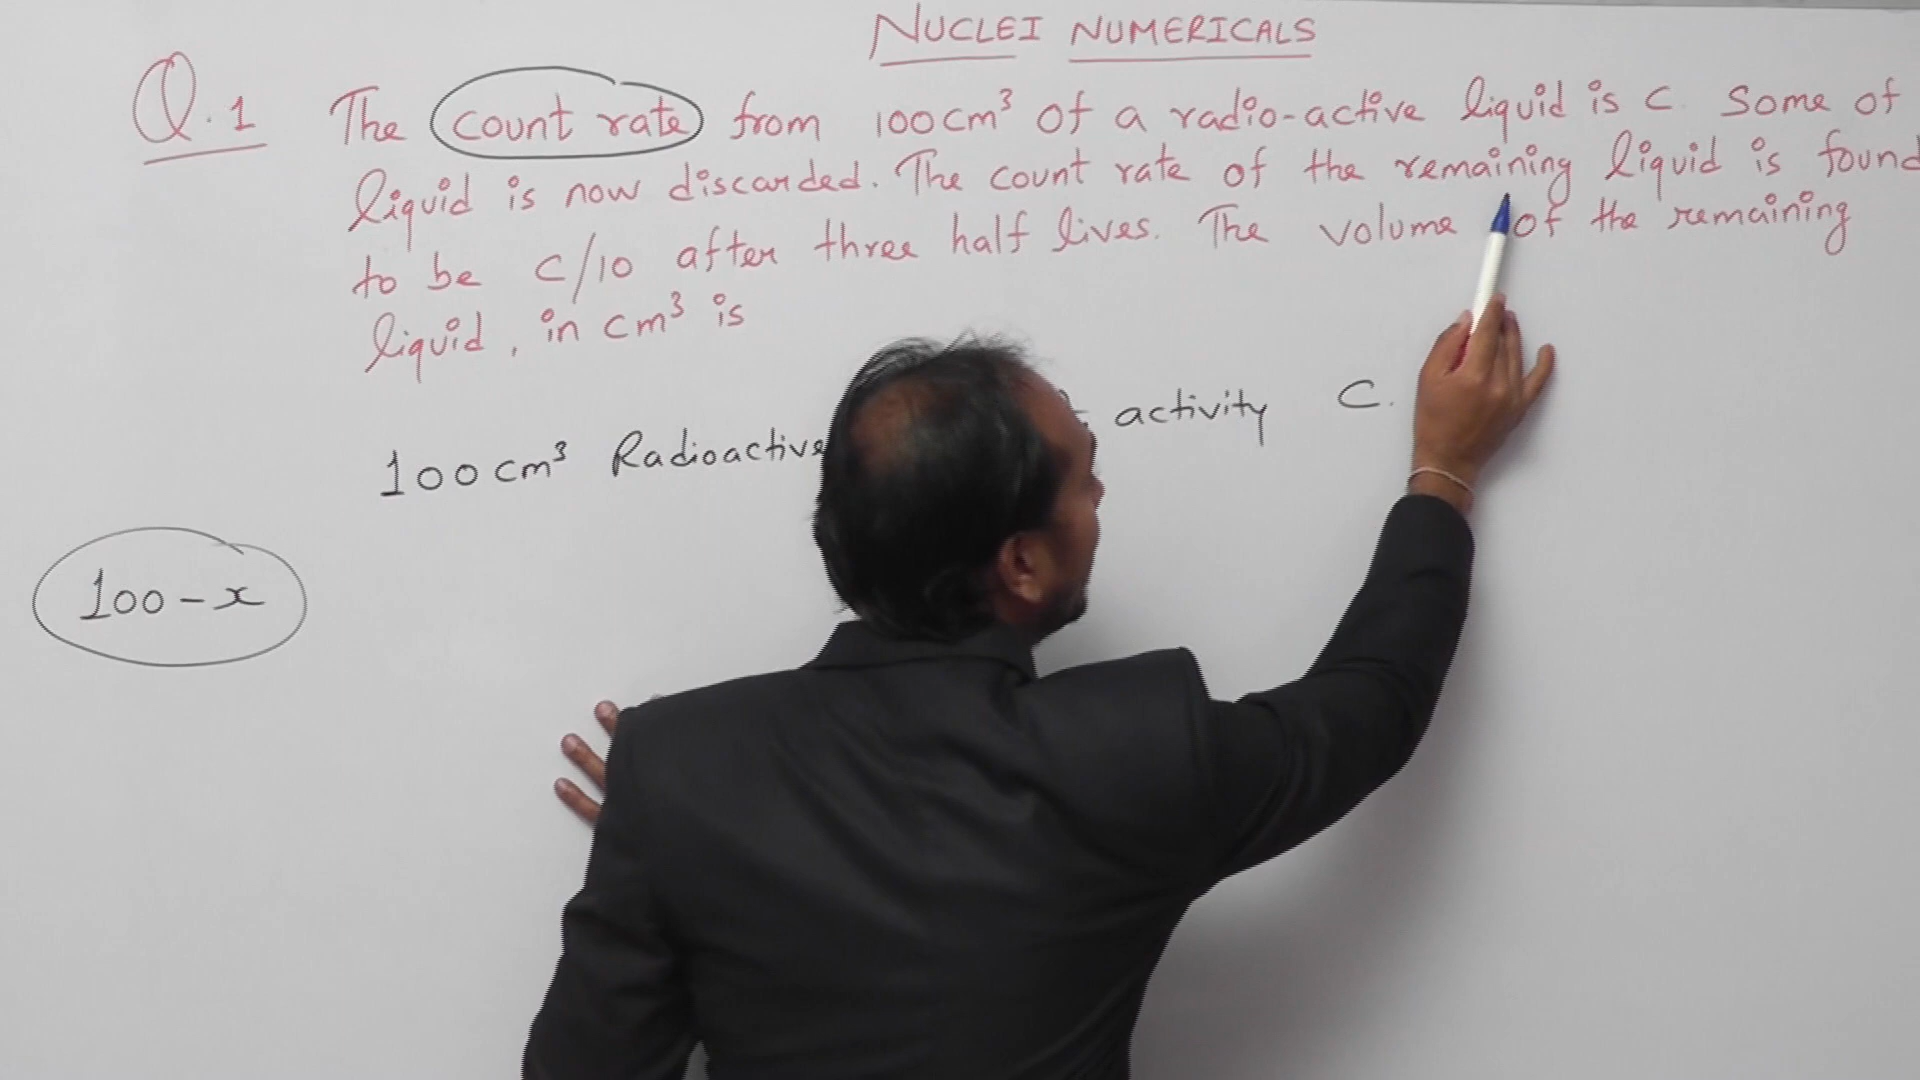 NUCLEI NUMERICALS
Q.1 The count rate from 100cm³ of a radio-active liquid is C Some of
liquid is now discarded. The count rate of the remaining liquid is found
to be C/10 after three half lives. The volume of the remaining
liquid, in cm³ is
100cm³ Radioactive activity C.
100-x